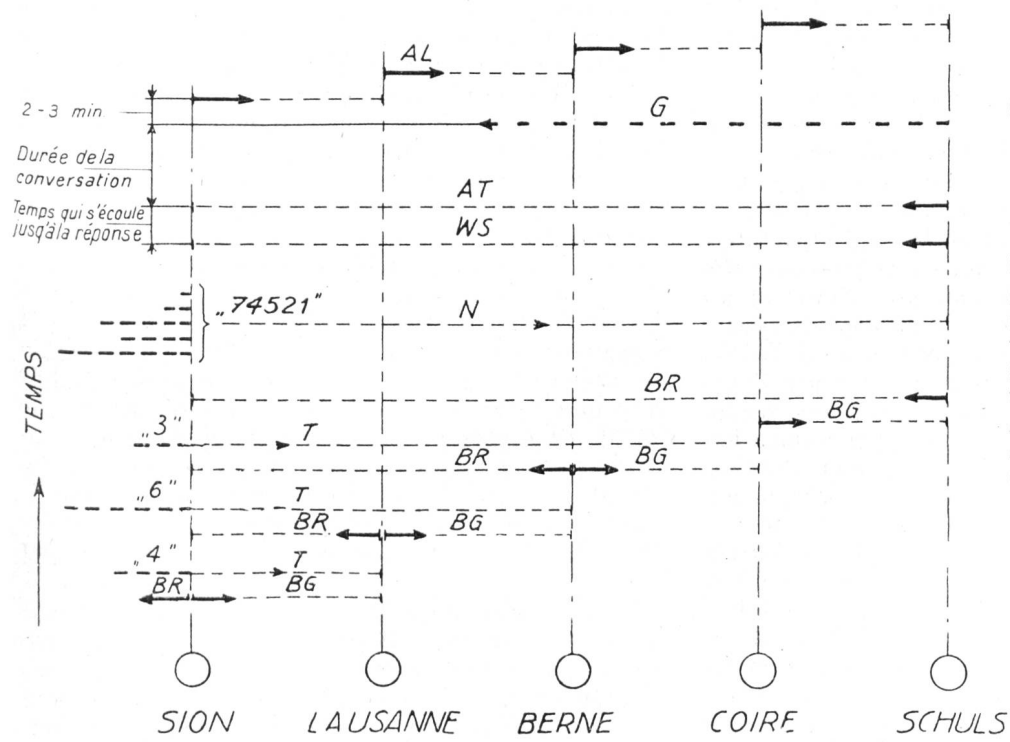 AL
2-3 min
G
Durée de la
conversation
AT
Temps qui s'écoule
jusqà la réponse
WS
„74521”
N
TEMPS
BR
BG
„3”
T
BR
BG
„6”
T
BR
BG
„4”
T
BR
BG
SION LAUSANNE BERNE COIRE SCHULS